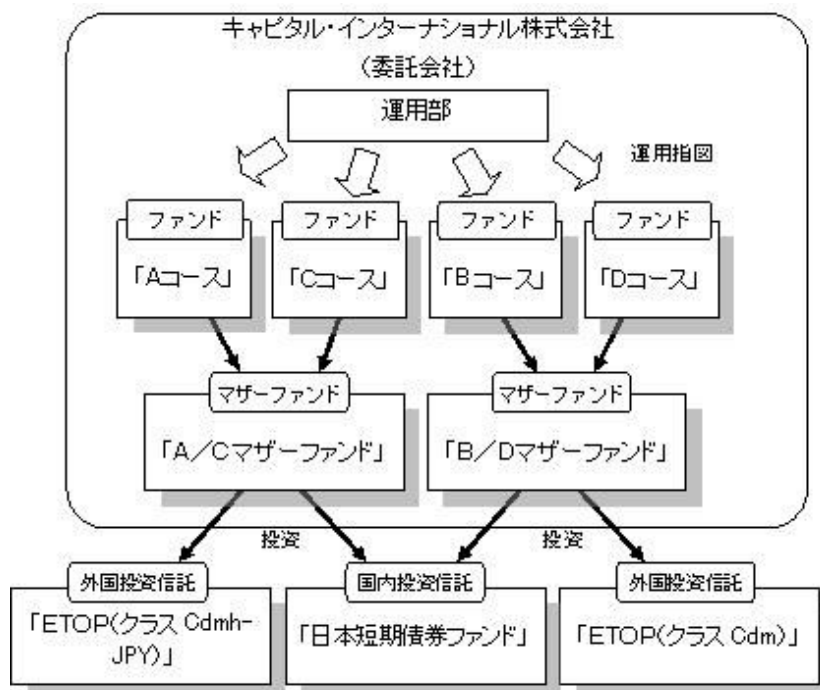 キャピタル・インターナショナル株式会社
（委託会社）
運用部
運用指図
ファンド
ファンド
ファンド
ファンド
「Aコース」
「Cコース」
「Bコース」
「Dコース」
マザーファンド
マザーファンド
「A／Cマザーファンド」
「B／Dマザーファンド」
投資
投資
外国投資信託
国内投資信託
外国投資信託
「ETOP(クラス Cdmh-
JPY)」
「日本短期債券ファンド」
「ETOP(クラス Cdm)」